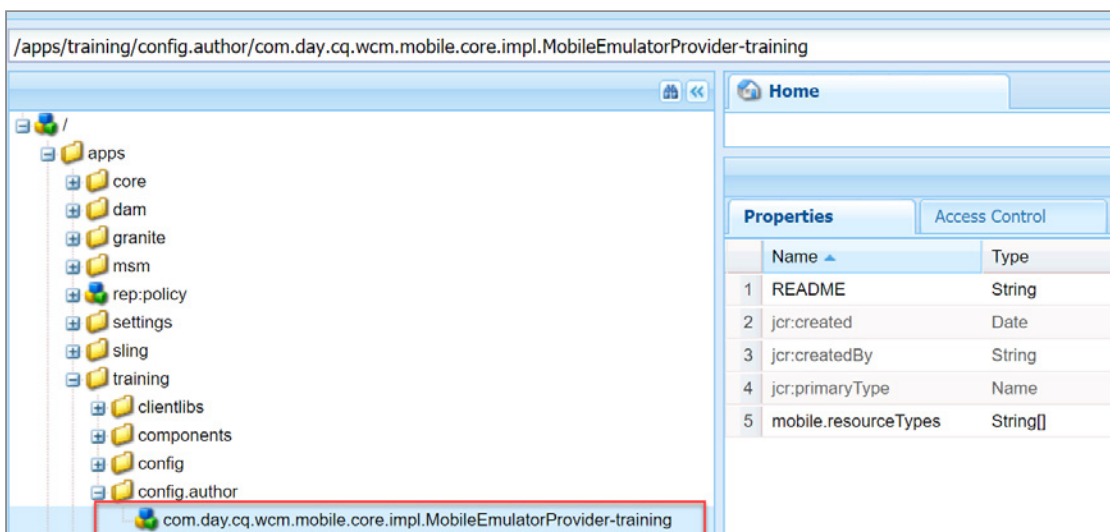 /apps/training/config.author/com.day.cq.wcm.mobile.core.impl.MobileEmulatorProvider-training
Home
/
apps
core
dam
granite
msm
rep:policy
settings
sling
training
clientlibs
components
config
config.author
com.day.cq.wcm.mobile.core.impl.MobileEmulatorProvider-training
Properties Access Control
Name Type
1 README String
2 jcr:created Date
3 jcr:createdBy String
4 jcr:primaryType Name
5 mobile.resourceTypes String[]